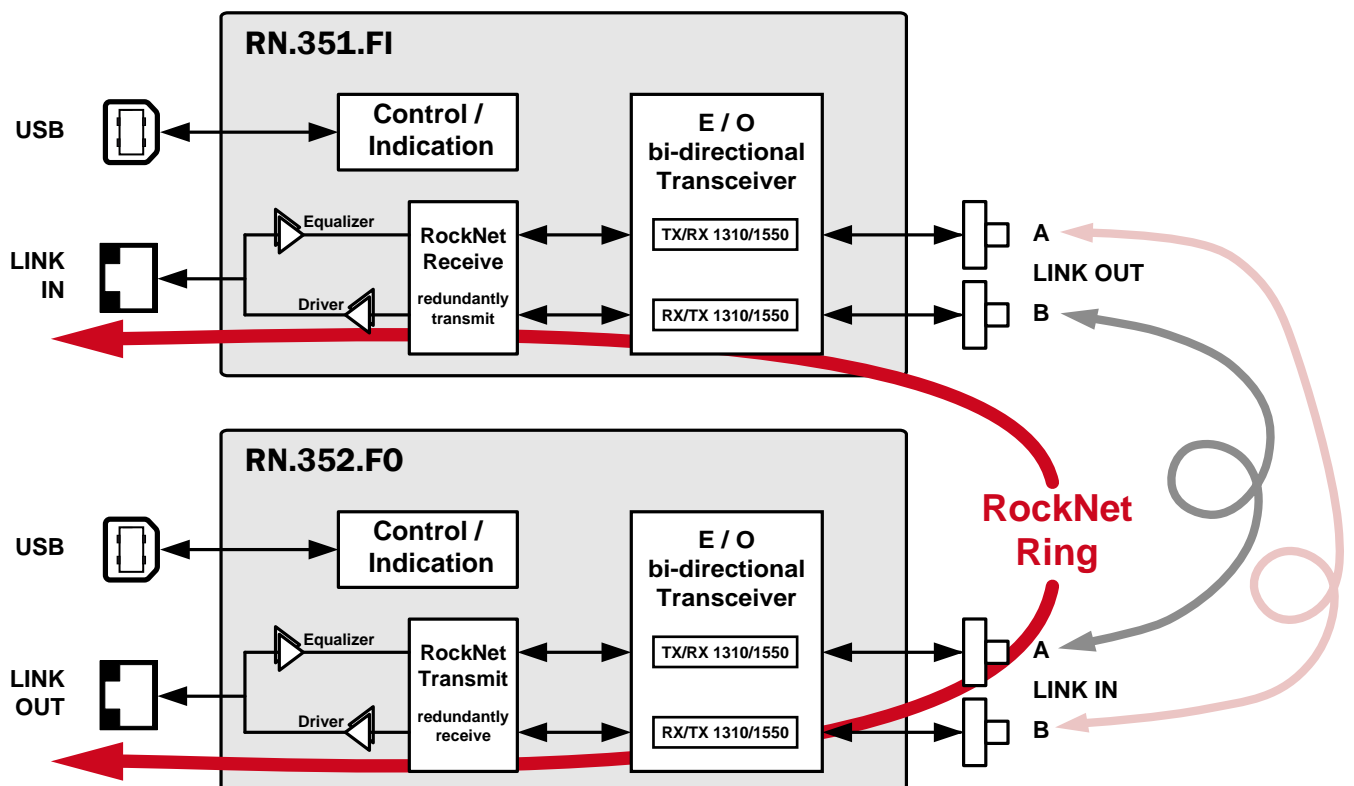 RN.351.FI
USB
Control /
Indication
E / O
bi-directional
Transceiver
Equalizer
RockNet
Receive
redundantly
transmit
TX/RX 1310/1550
A
LINK
IN
LINK OUT
Driver
RX/TX 1310/1550
B
RN.352.FO
RockNet
Ring
USB
Control /
Indication
E / O
bi-directional
Transceiver
Equalizer
RockNet
Transmit
redundantly
receive
TX/RX 1310/1550
A
LINK
OUT
LINK IN
Driver
RX/TX 1310/1550
B